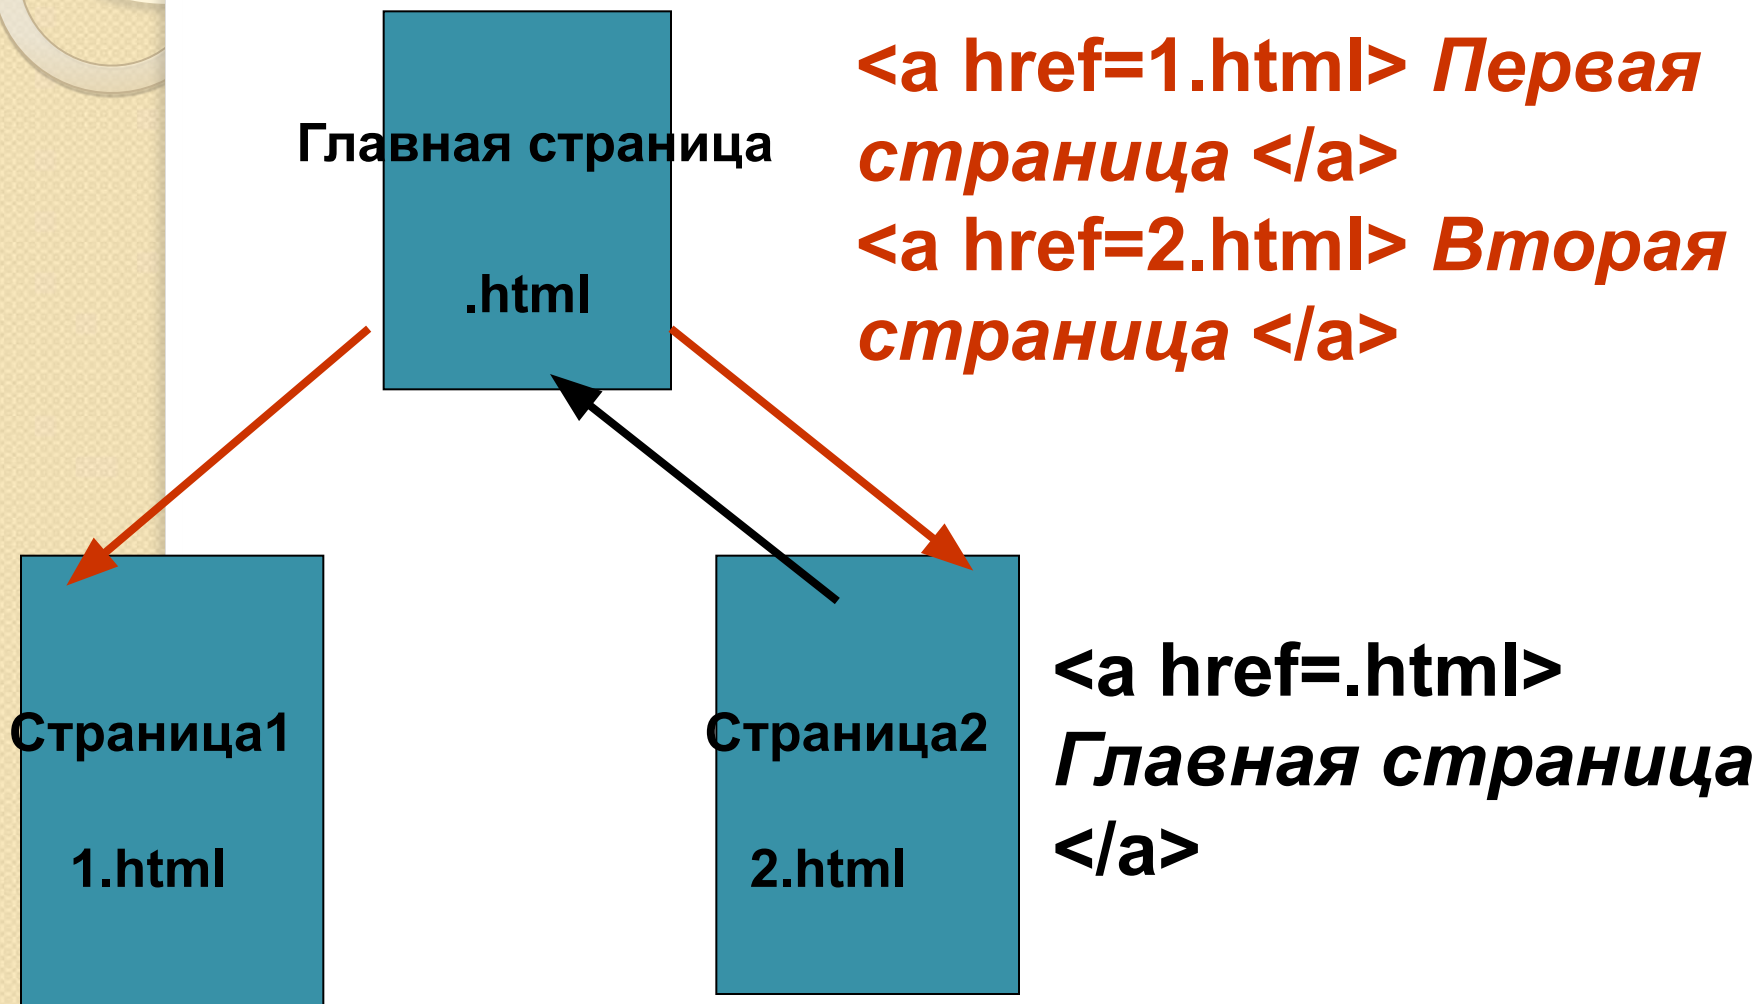 Главная страница
.html
<a href=1.html> Первая
страница </a>
<a href=2.html> Вторая
страница </a>
Страница1
1.html
Страница2
2.html
<a href=.html>
Главная страница
</a>